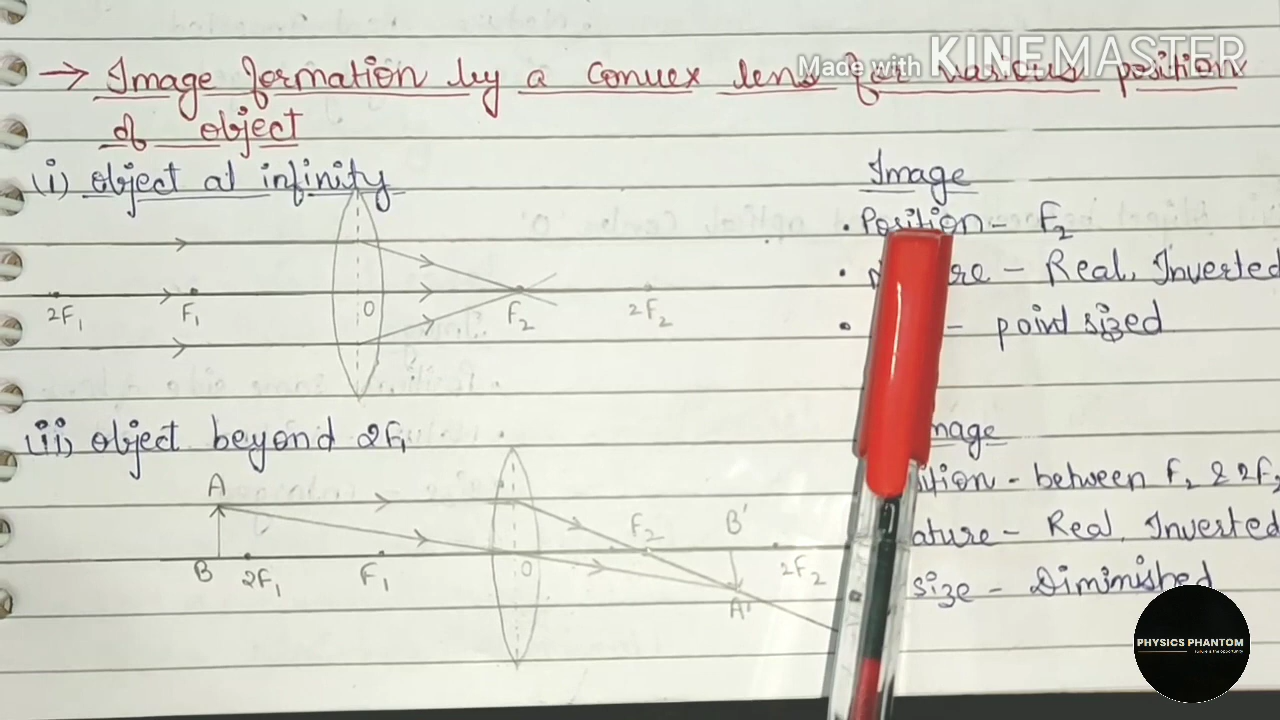 Made with KINEMASTER
→ Image formation by a convex lens for various position
of object
(i) object at infinity
2F₁ F₁ O F₂ 2F₂
Image
• Position - F₂
• - Real, Inverted
• - point sized
(ii) object beyond 2F₁
A
B 2F₁ F₁ O F₂ B' 2F₂
A'
between F₂ & 2F₂
Real, Inverted
size - Diminished
PHYSICS PHANTOM